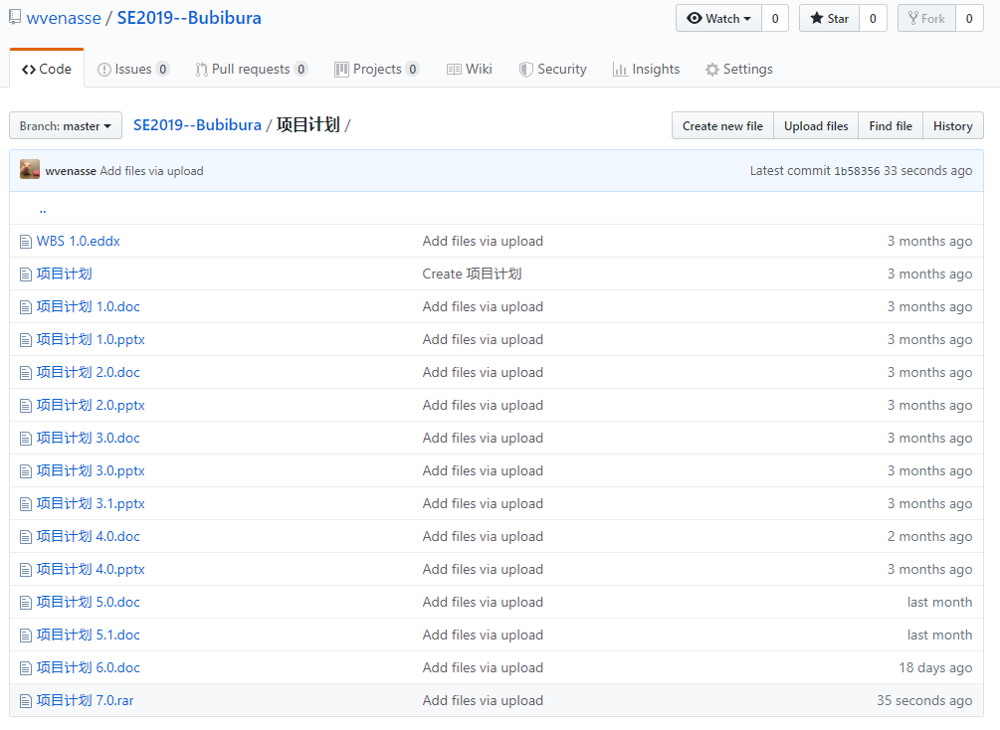 wvenasse / SE2019--Bubibura Watch 0 Star 0 Fork 0
Code Issues 0 Pull requests 0 Projects 0 Wiki Security Insights Settings
Branch: master SE2019--Bubibura / 项目计划 / Create new file Upload files Find file History
wvenasse Add files via upload Latest commit 1b58356 33 seconds ago
..
WBS 1.0.eddx Add files via upload 3 months ago
项目计划 Create 项目计划 3 months ago
项目计划 1.0.doc Add files via upload 3 months ago
项目计划 1.0.pptx Add files via upload 3 months ago
项目计划 2.0.doc Add files via upload 3 months ago
项目计划 2.0.pptx Add files via upload 3 months ago
项目计划 3.0.doc Add files via upload 3 months ago
项目计划 3.0.pptx Add files via upload 3 months ago
项目计划 3.1.pptx Add files via upload 3 months ago
项目计划 4.0.doc Add files via upload 2 months ago
项目计划 4.0.pptx Add files via upload 3 months ago
项目计划 5.0.doc Add files via upload last month
项目计划 5.1.doc Add files via upload last month
项目计划 6.0.doc Add files via upload 18 days ago
项目计划 7.0.rar Add files via upload 35 seconds ago